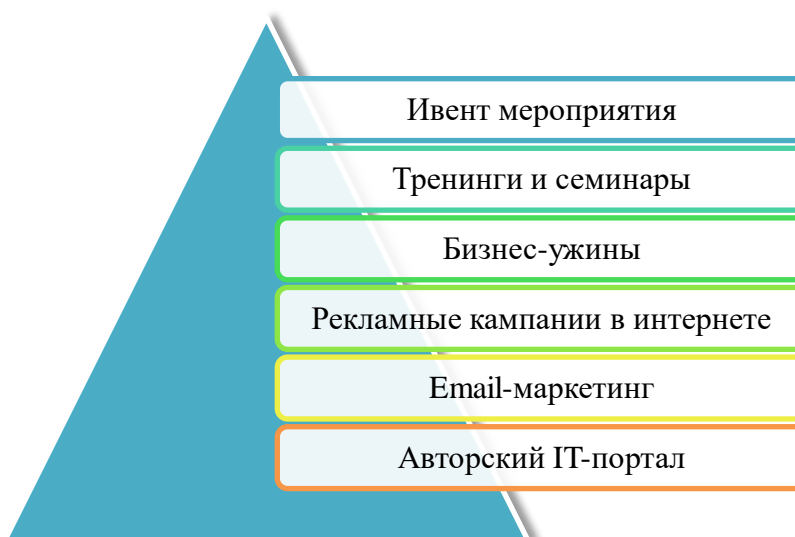 Ивент мероприятия
Тренинги и семинары
Бизнес-ужины
Рекламные кампании в интернете
Email-маркетинг
Авторский IT-портал